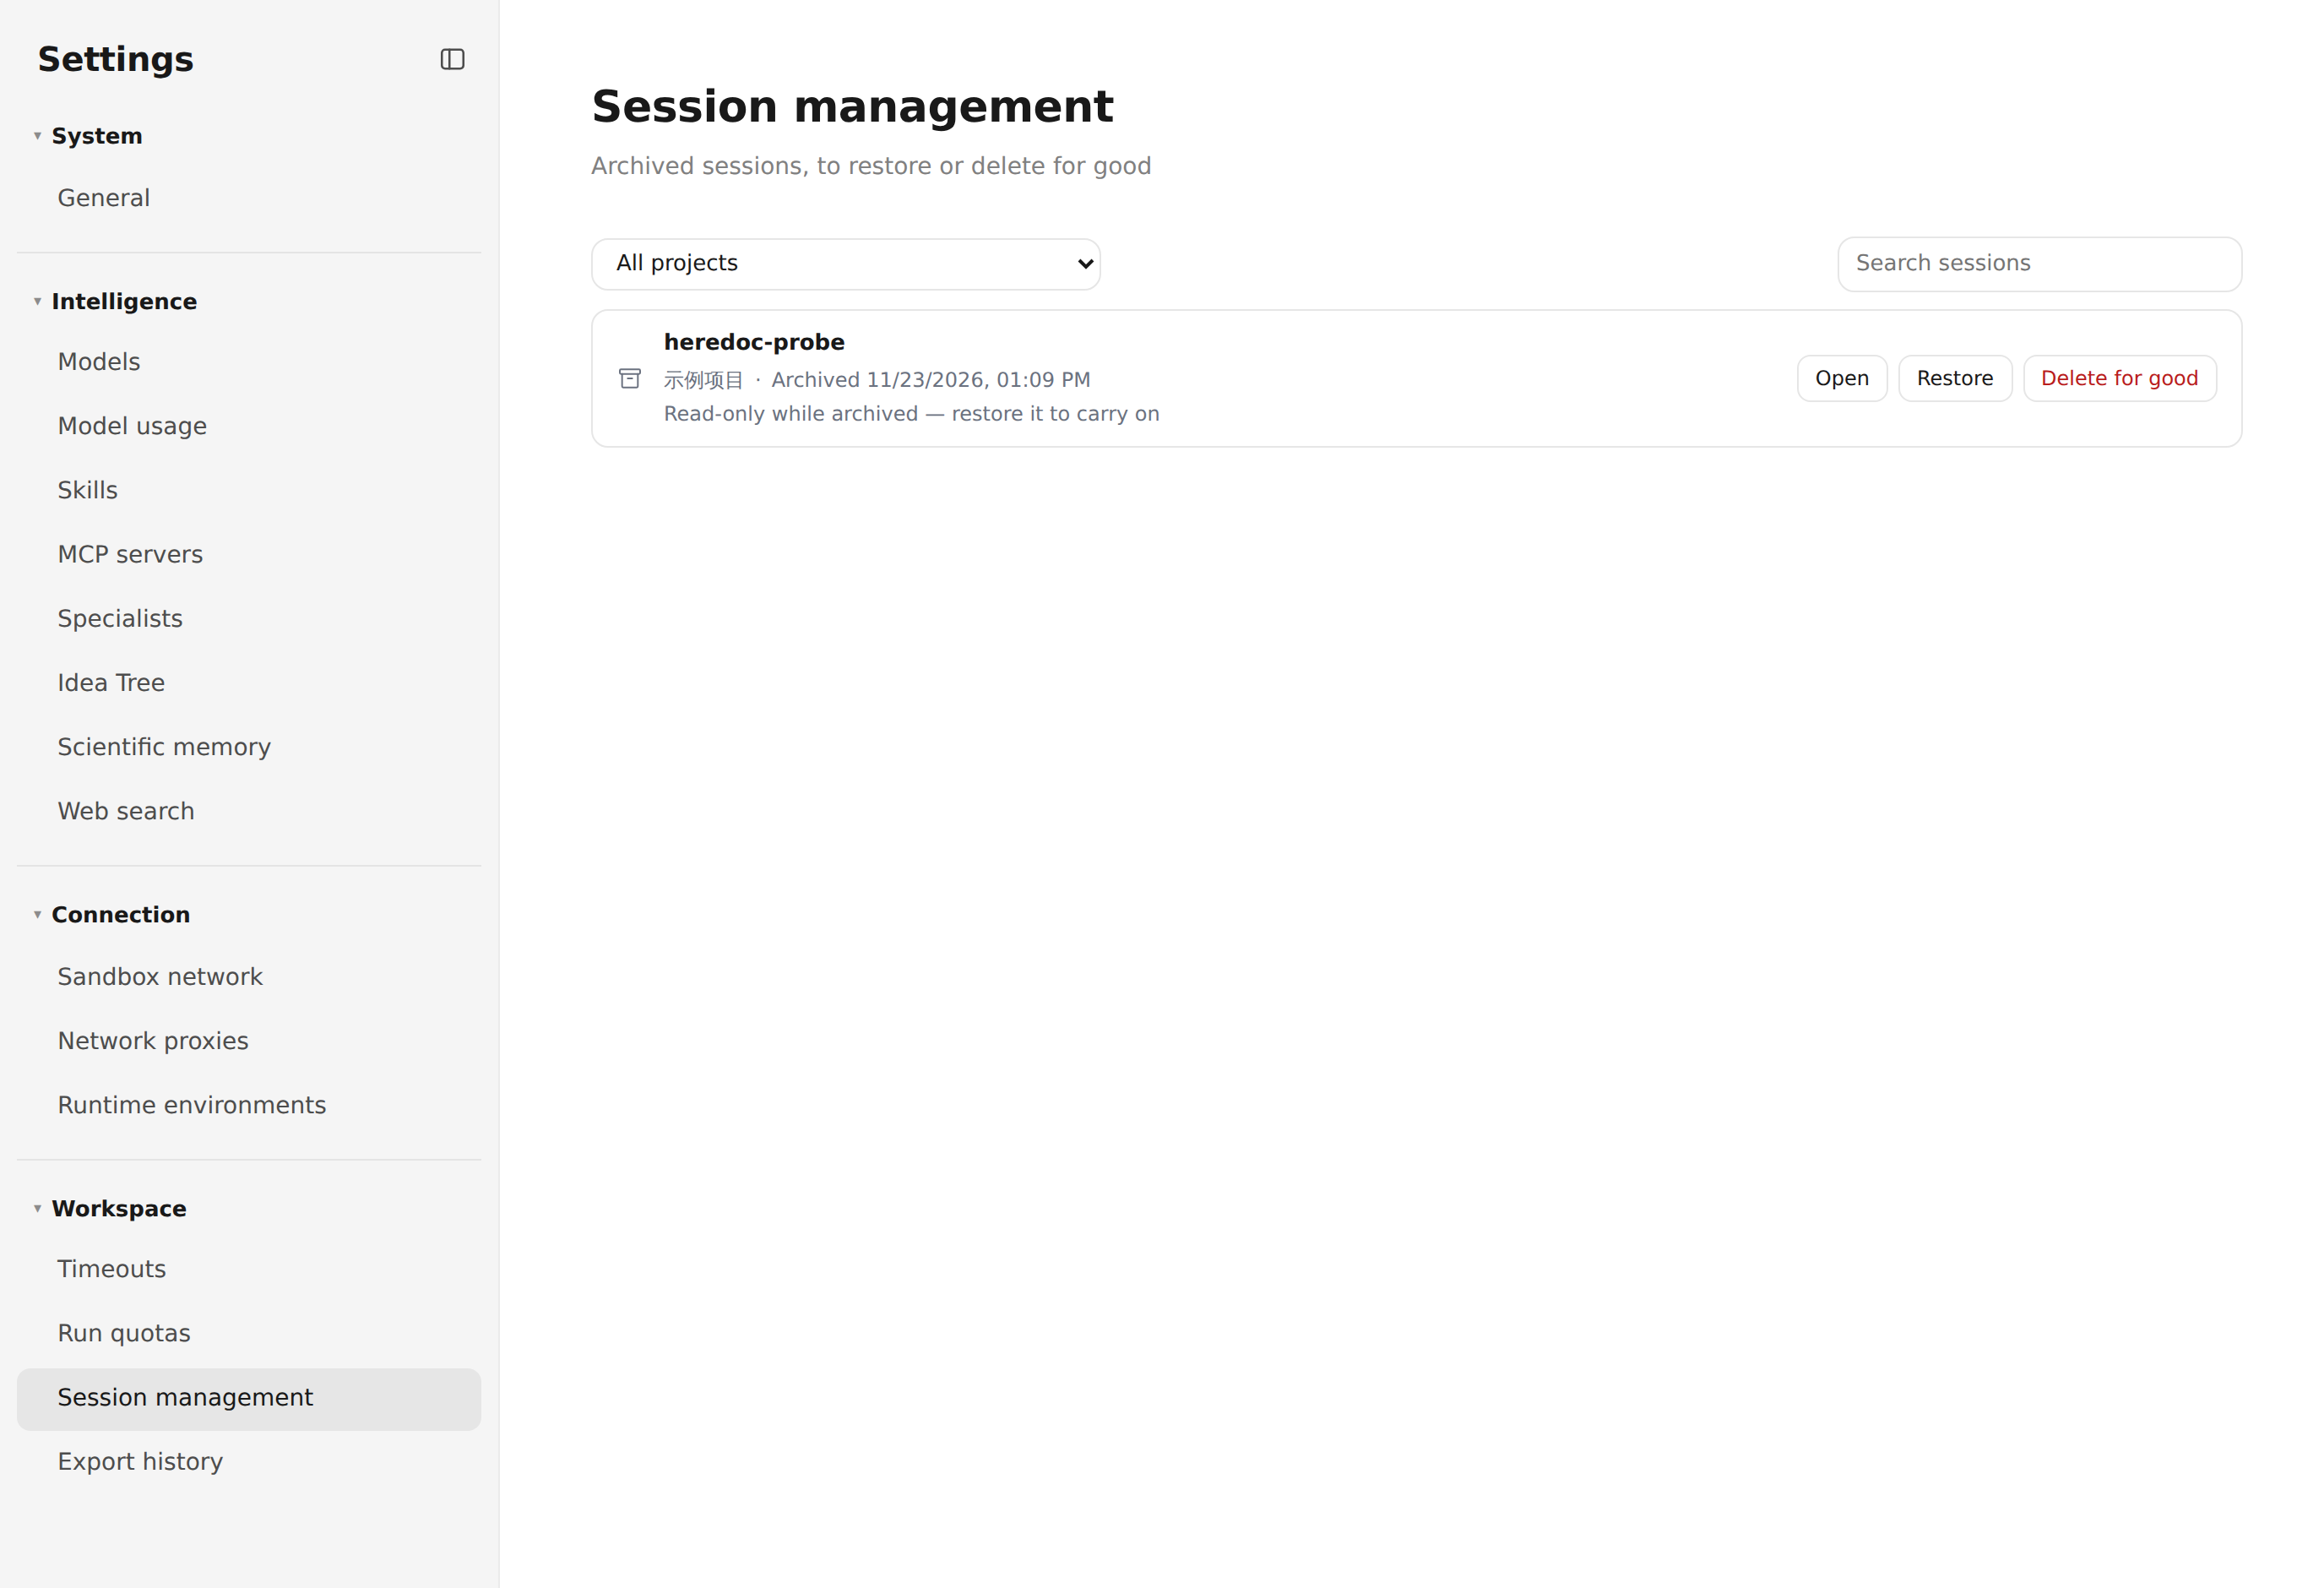 Settings
System
General
Intelligence
Models
Model usage
Skills
MCP servers
Specialists
Idea Tree
Scientific memory
Web search
Connection
Sandbox network
Network proxies
Runtime environments
Workspace
Timeouts
Run quotas
Session management
Export history
Session management
Archived sessions, to restore or delete for good
All projects
Search sessions
heredoc-probe
示例项目 · Archived 11/23/2026, 01:09 PM
Read-only while archived — restore it to carry on
Open
Restore
Delete for good